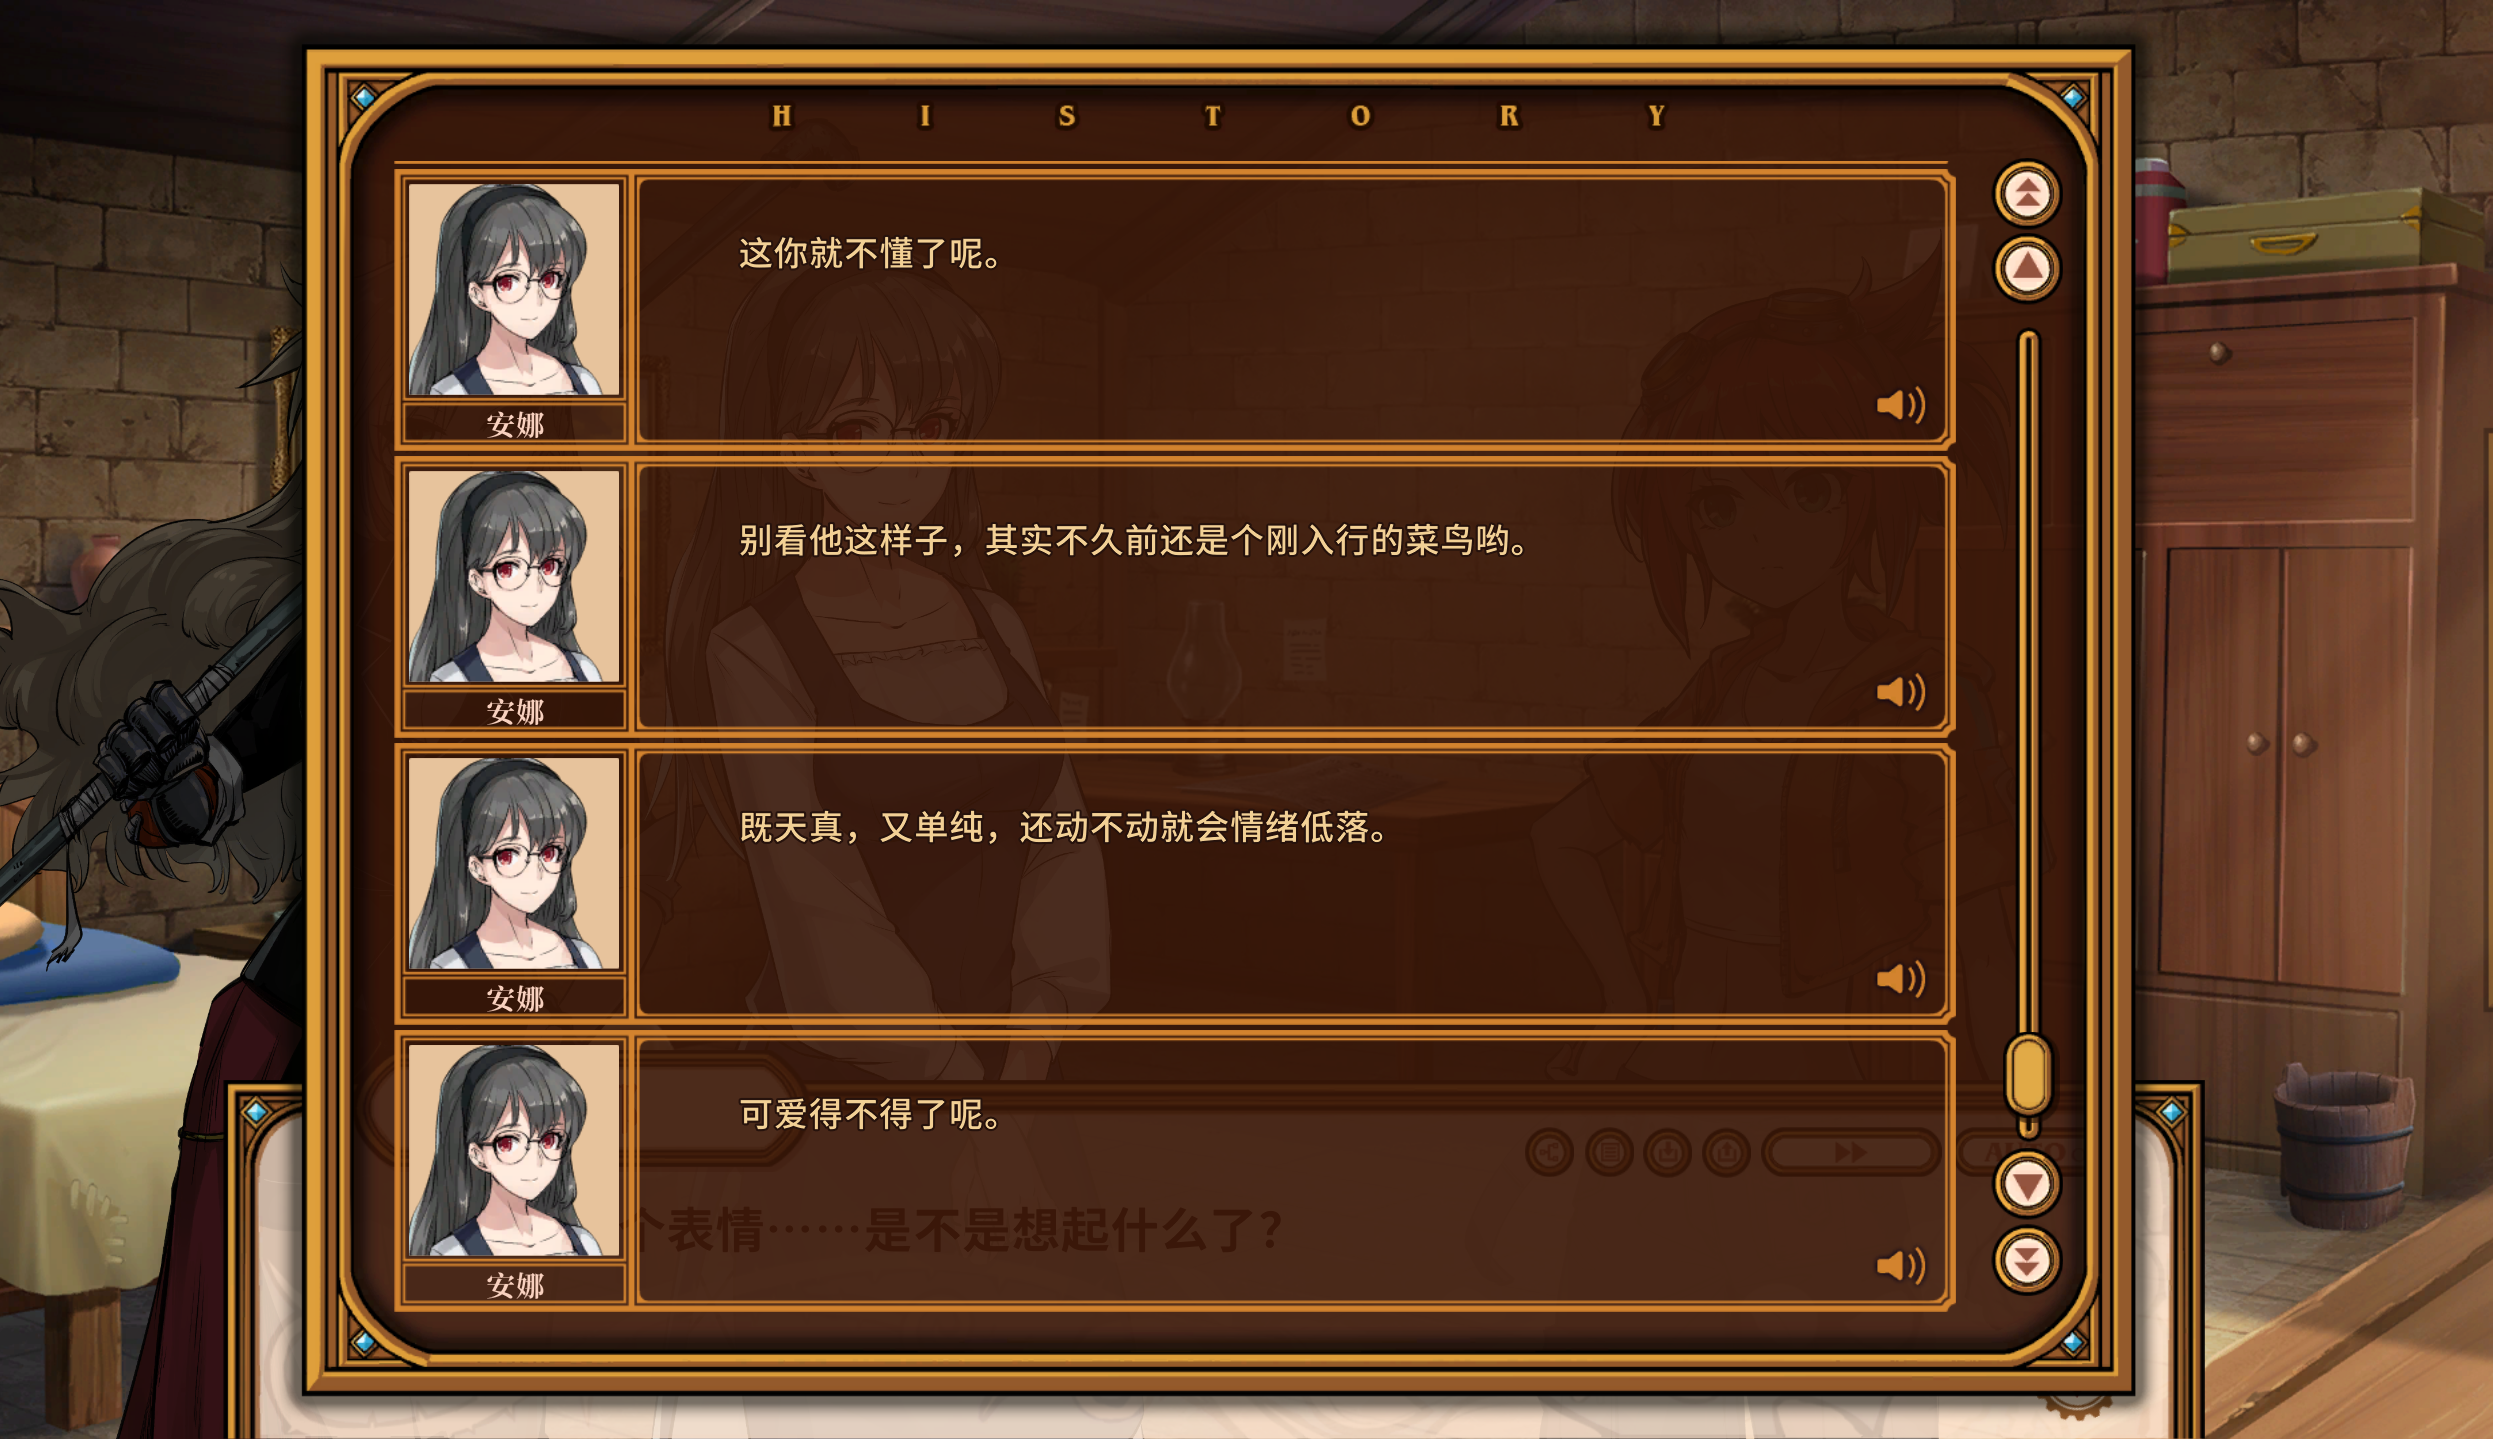 HISTORY
这你就不懂了呢。
安娜
别看他这样子，其实不久前还是个刚入行的菜鸟哟。
安娜
既天真，又单纯，还动不动就会情绪低落。
安娜
可爱得不得了呢。
AUTO
个表情……是不是想起什么了？
安娜